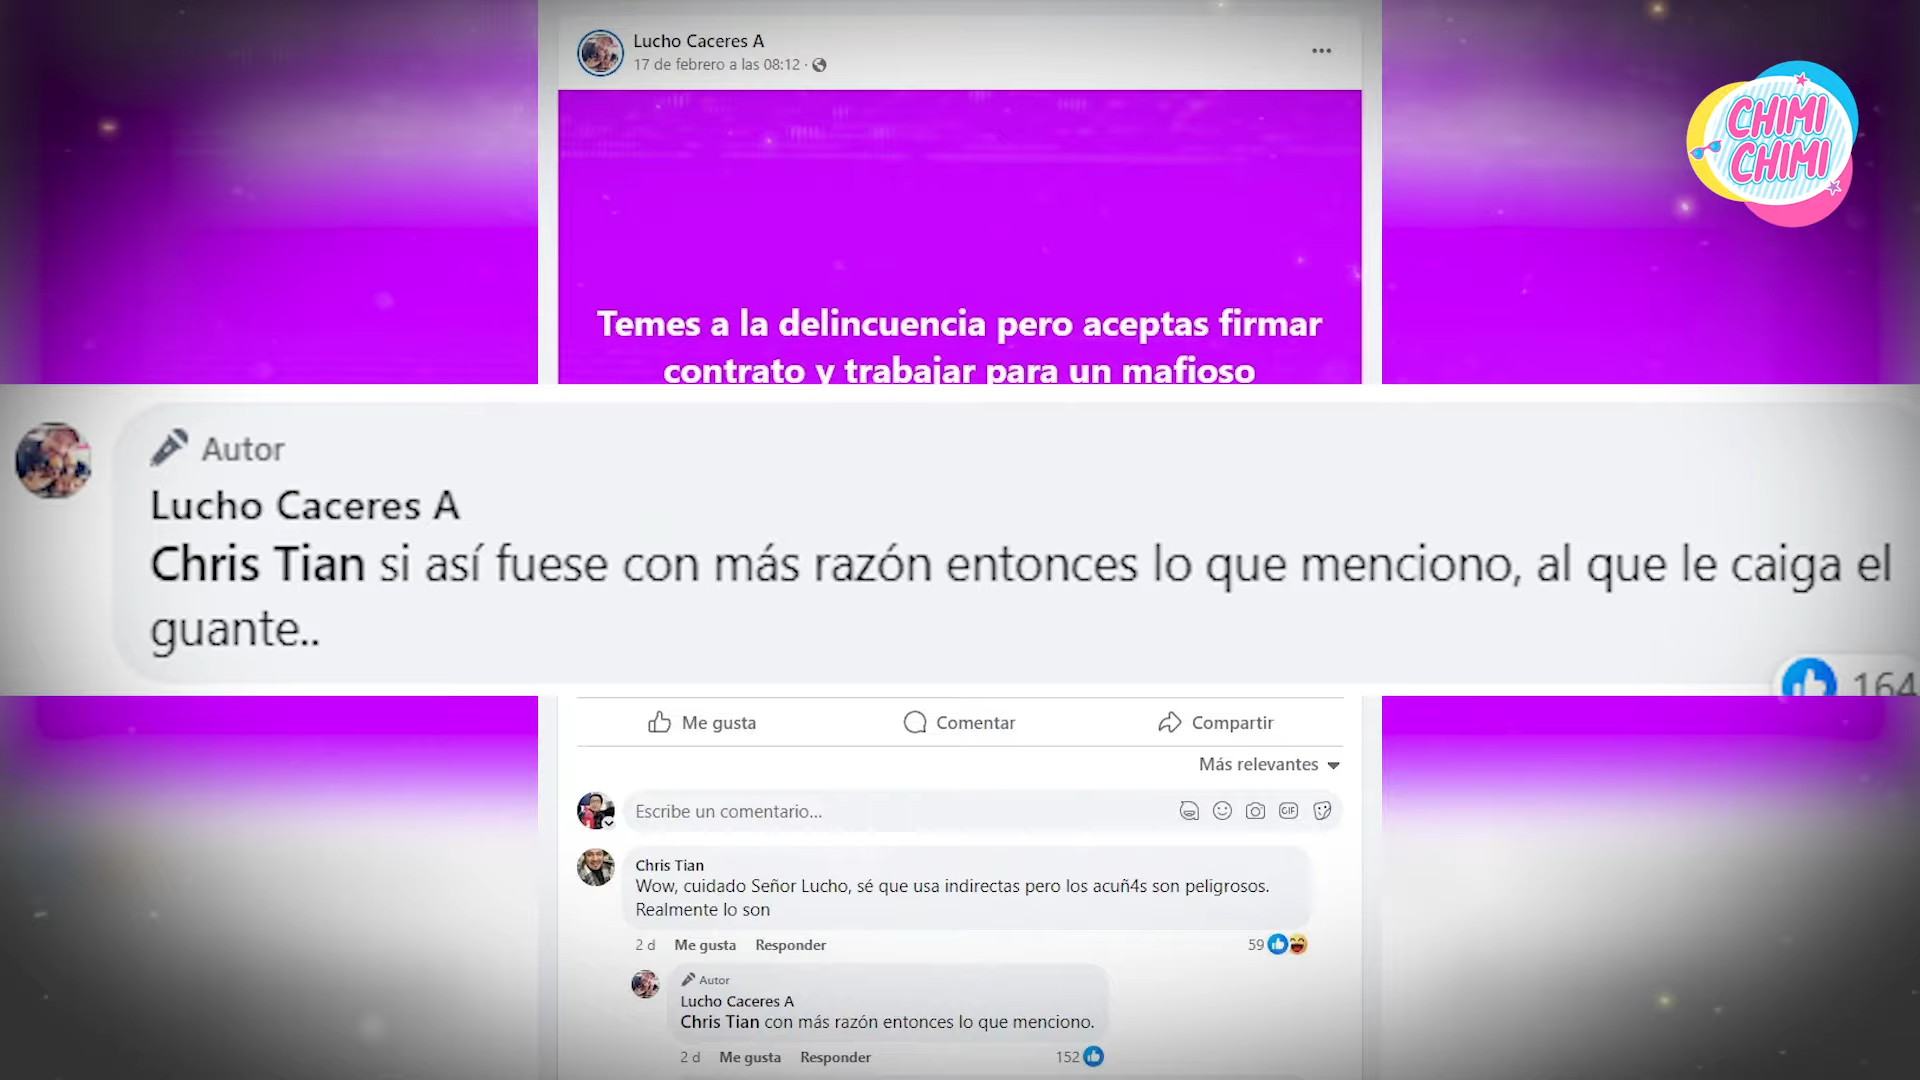 Lucho Caceres A
17 de febrero a las 08:12 ·
CHIMI
CHIMI
Temes a la delincuencia pero aceptas firmar
contrato y trabajar para un mafioso
Autor
Lucho Caceres A
Chris Tian si así fuese con más razón entonces lo que menciono, al que le caiga el
guante..
164
Me gusta Comentar Compartir
Más relevantes
Escribe un comentario...
GIF
Chris Tian
Wow, cuidado Señor Lucho, sé que usa indirectas pero los acuñ4s son peligrosos.
Realmente lo son
2 d Me gusta Responder 59
Autor
Lucho Caceres A
Chris Tian con más razón entonces lo que menciono.
2 d Me gusta Responder 152